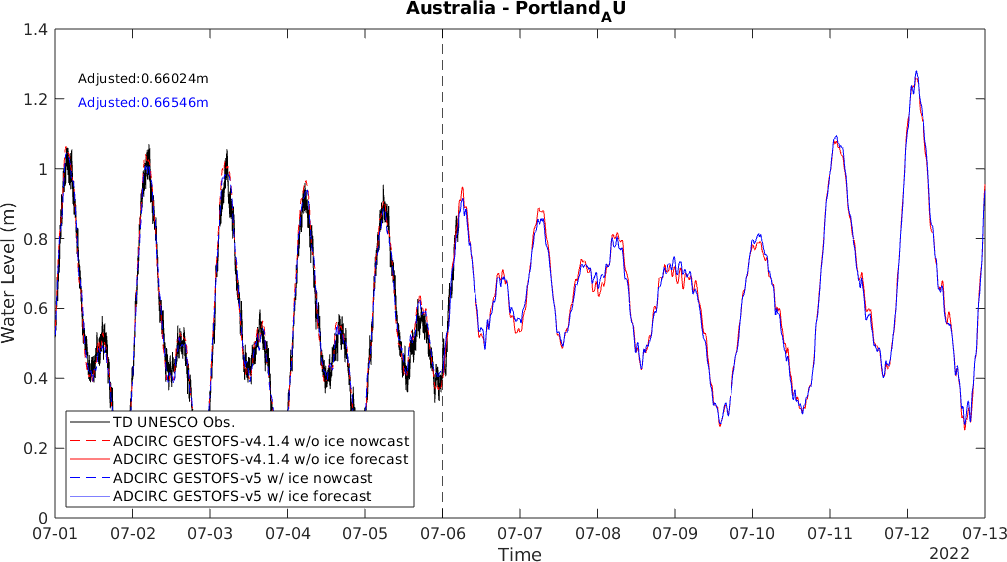 Australia - PortlandAU
1.4
Adjusted:0.66024m
Adjusted:0.66546m
1.2
1
0.8
Water Level (m)
0.6
0.4
TD UNESCO Obs.
ADCIRC GESTOFS-v4.1.4 w/o ice nowcast
ADCIRC GESTOFS-v4.1.4 w/o ice forecast
ADCIRC GESTOFS-v5 w/ ice nowcast
ADCIRC GESTOFS-v5 w/ ice forecast
0.2
0
07-01 07-02 07-03 07-04 07-05 07-06 07-07 07-08 07-09 07-10 07-11 07-12 07-13
Time
2022